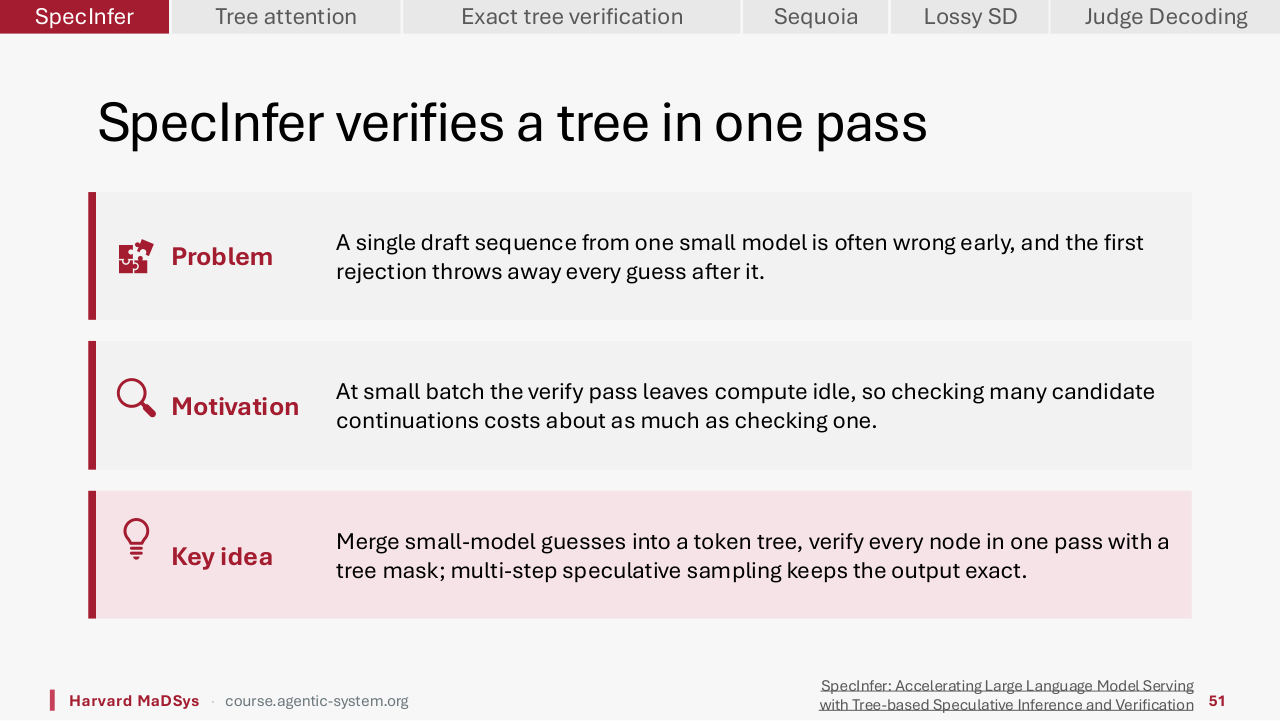 SpecInfer
Tree attention
Exact tree verification
Sequoia
Lossy SD
Judge Decoding
SpecInfer verifies a tree in one pass
Problem
A single draft sequence from one small model is often wrong early, and the first
rejection throws away every guess after it.
Motivation
At small batch the verify pass leaves compute idle, so checking many candidate
continuations costs about as much as checking one.
Key idea
Merge small-model guesses into a token tree, verify every node in one pass with a
tree mask; multi-step speculative sampling keeps the output exact.
Harvard MaDSys · course.agentic-system.org
SpecInfer: Accelerating Large Language Model Serving
with Tree-based Speculative Inference and Verification
51